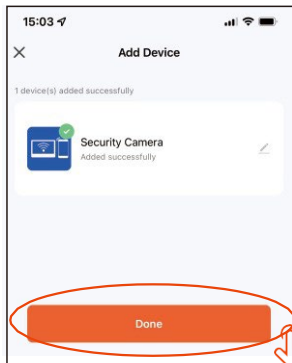 15:03
Add Device
1 device(s) added successfully
Security Camera
Added successfully
Done